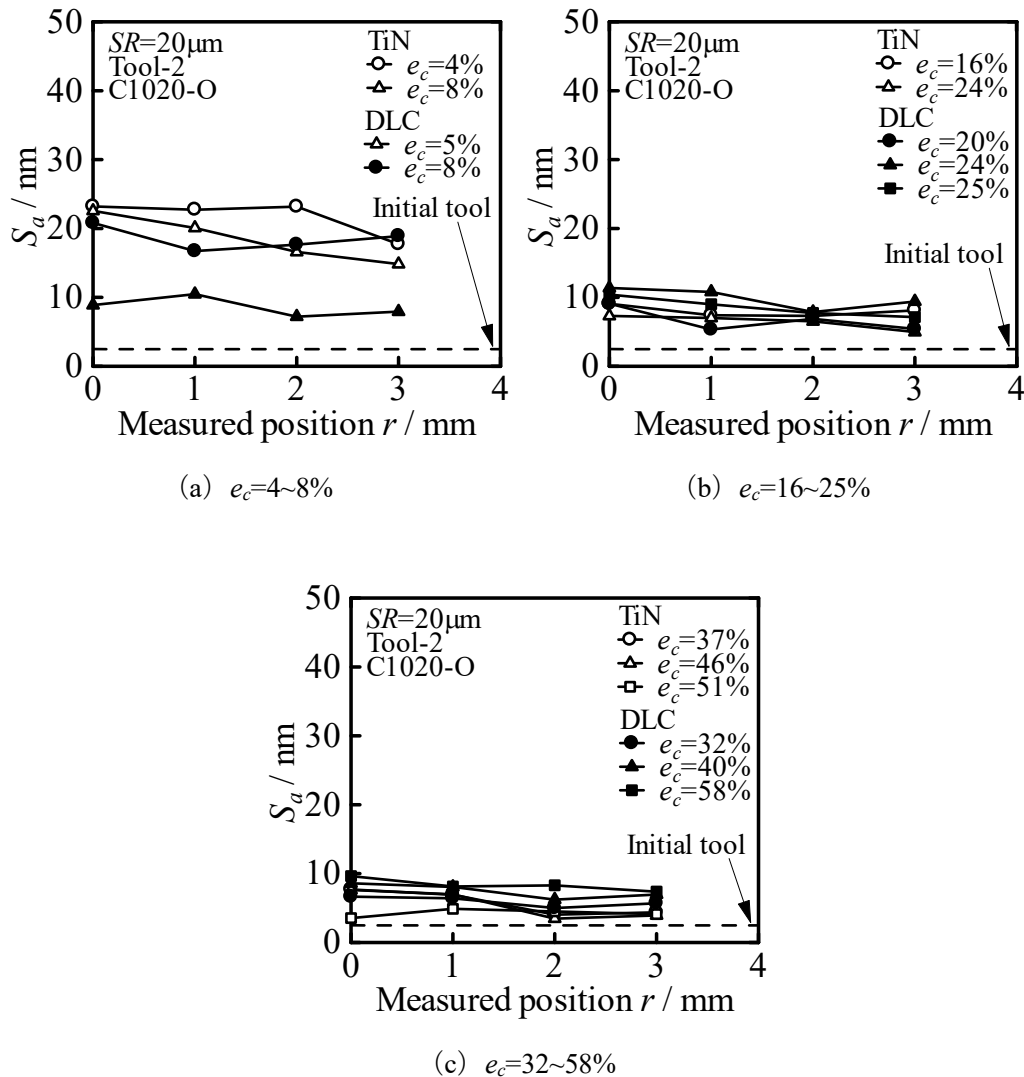 50
40
30
20
10
0
S_a / nm
SR=20μm
Tool-2
C1020-O
TiN
e_c=4%
e_c=8%
DLC
e_c=5%
e_c=8%
Initial tool
0 1 2 3 4
Measured position r / mm
(a) e_c=4~8%
50
40
30
20
10
0
S_a / nm
SR=20μm
Tool-2
C1020-O
TiN
e_c=16%
e_c=24%
DLC
e_c=20%
e_c=24%
e_c=25%
Initial tool
0 1 2 3 4
Measured position r / mm
(b) e_c=16~25%
50
40
30
20
10
0
S_a / nm
SR=20μm
Tool-2
C1020-O
TiN
e_c=37%
e_c=46%
e_c=51%
DLC
e_c=32%
e_c=40%
e_c=58%
Initial tool
0 1 2 3 4
Measured position r / mm
(c) e_c=32~58%